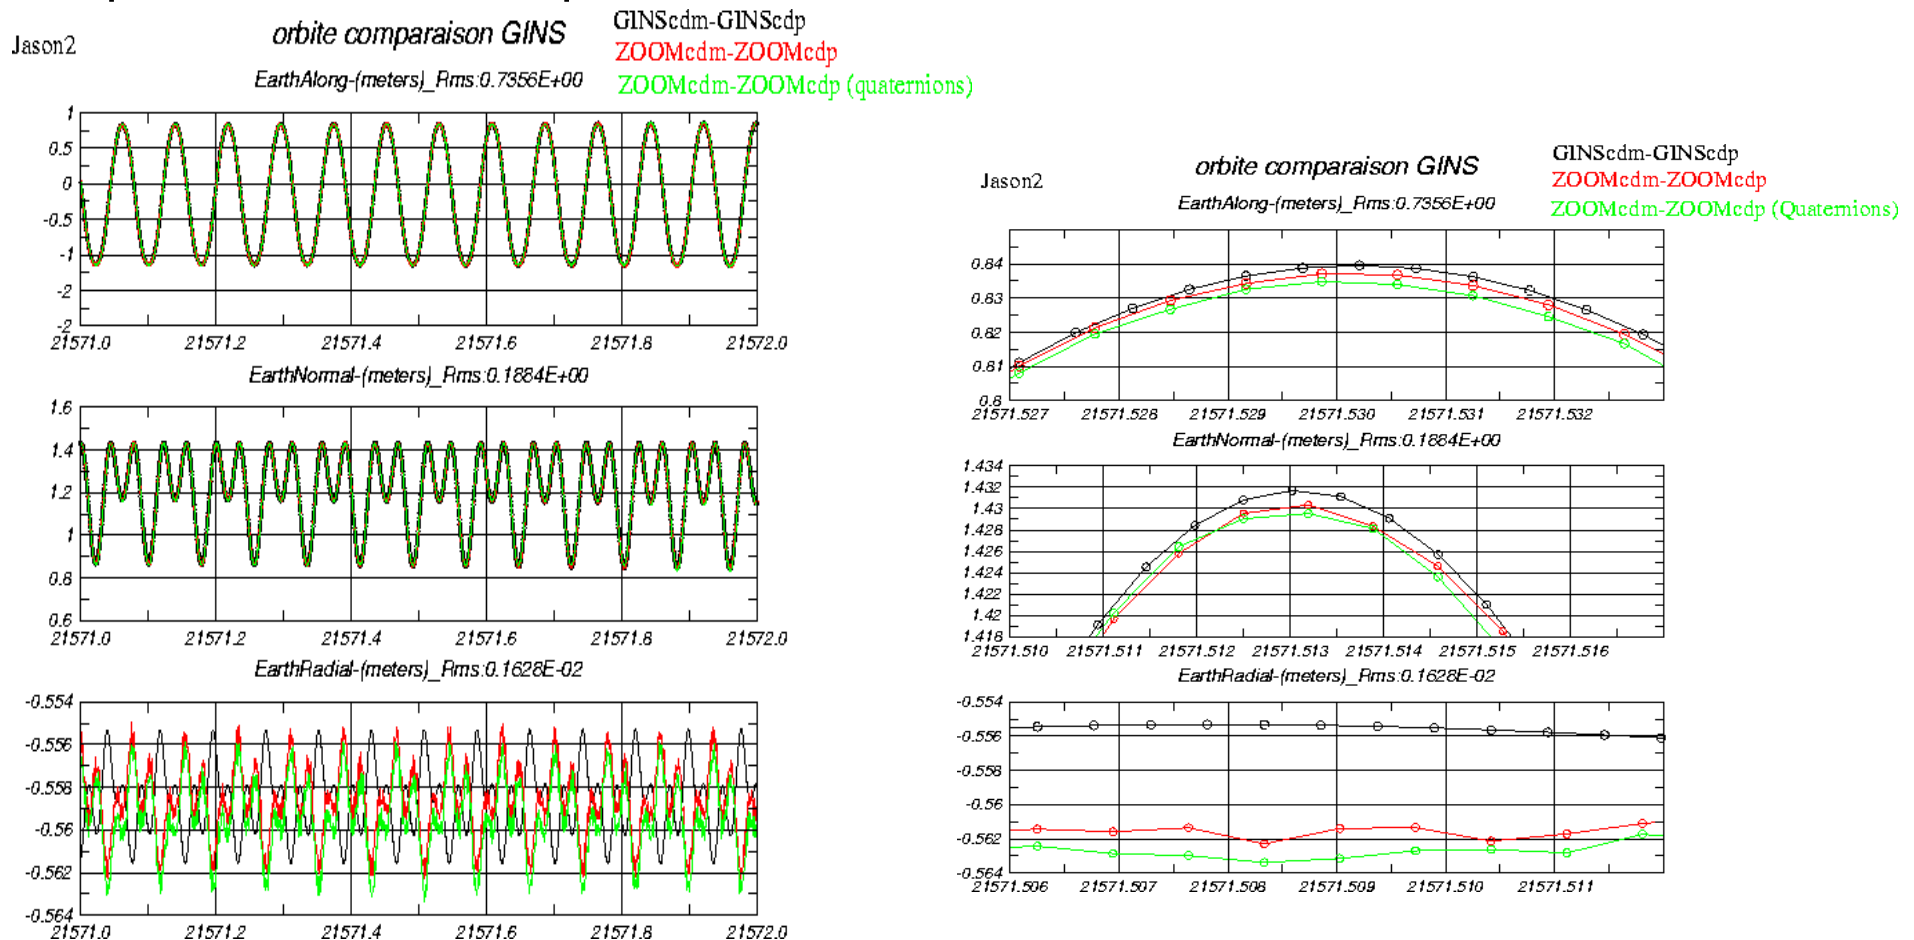 Jason2
orbite comparaison GINS
GINScdm-GINScdp
ZOOMcdm-ZOOMcdp
ZOOMcdm-ZOOMcdp (quaternions)
EarthAlong-(meters)_Rms:0.7356E+00
1
0.5
0
-0.5
-1
-2
-2
21571.0 21571.2 21571.4 21571.6 21571.8 21572.0
EarthNormal-(meters)_Rms:0.1884E+00
1.6
1.4
1.2
1
0.8
0.6
21571.0 21571.2 21571.4 21571.6 21571.8 21572.0
EarthRadial-(meters)_Rms:0.1628E-02
-0.554
-0.556
-0.558
-0.56
-0.562
-0.564
21571.0 21571.2 21571.4 21571.6 21571.8 21572.0
Jason2
orbite comparaison GINS
GINScdm-GINScdp
ZOOMcdm-ZOOMcdp
ZOOMcdm-ZOOMcdp (Quaternions)
EarthAlong-(meters)_Rms:0.7356E+00
0.84
0.83
0.82
0.81
0.8
21571.527 21571.528 21571.529 21571.530 21571.531 21571.532
EarthNormal-(meters)_Rms:0.1884E+00
1.434
1.432
1.43
1.428
1.426
1.424
1.422
1.42
1.418
21571.510 21571.511 21571.512 21571.513 21571.514 21571.515 21571.516
EarthRadial-(meters)_Rms:0.1628E-02
-0.554
-0.556
-0.558
-0.56
-0.562
-0.564
21571.506 21571.507 21571.508 21571.509 21571.510 21571.511